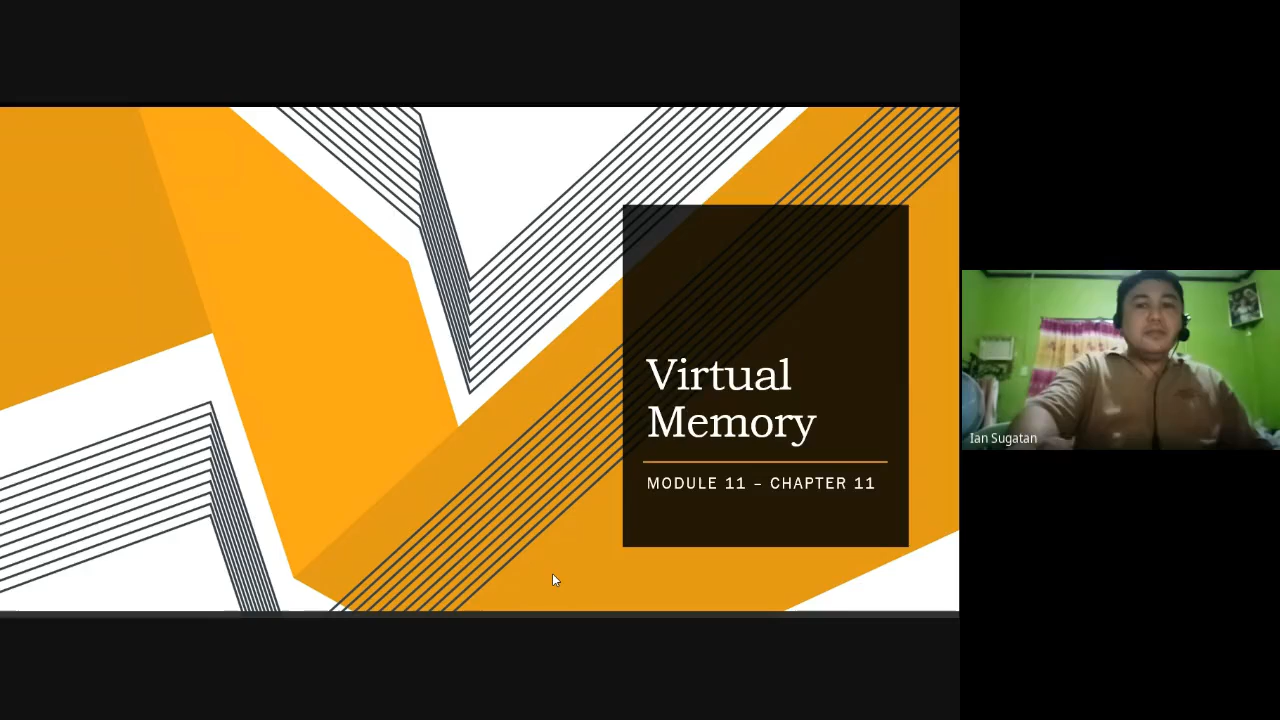 Virtual
Memory
MODULE 11 – CHAPTER 11
Ian Sugatan